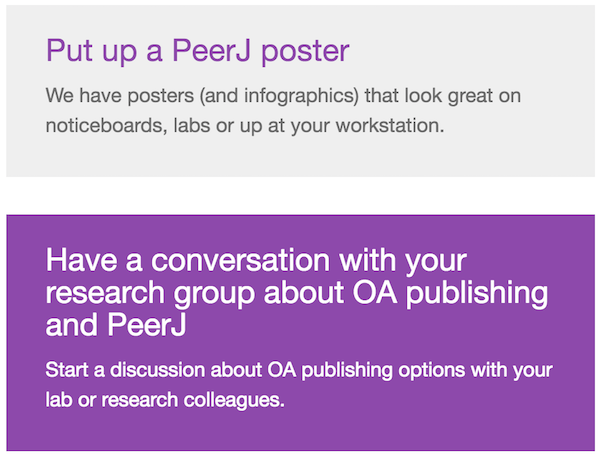 Put up a PeerJ poster
We have posters (and infographics) that look great on
noticeboards, labs or up at your workstation.
Have a conversation with your
research group about OA publishing
and PeerJ
Start a discussion about OA publishing options with your
lab or research colleagues.